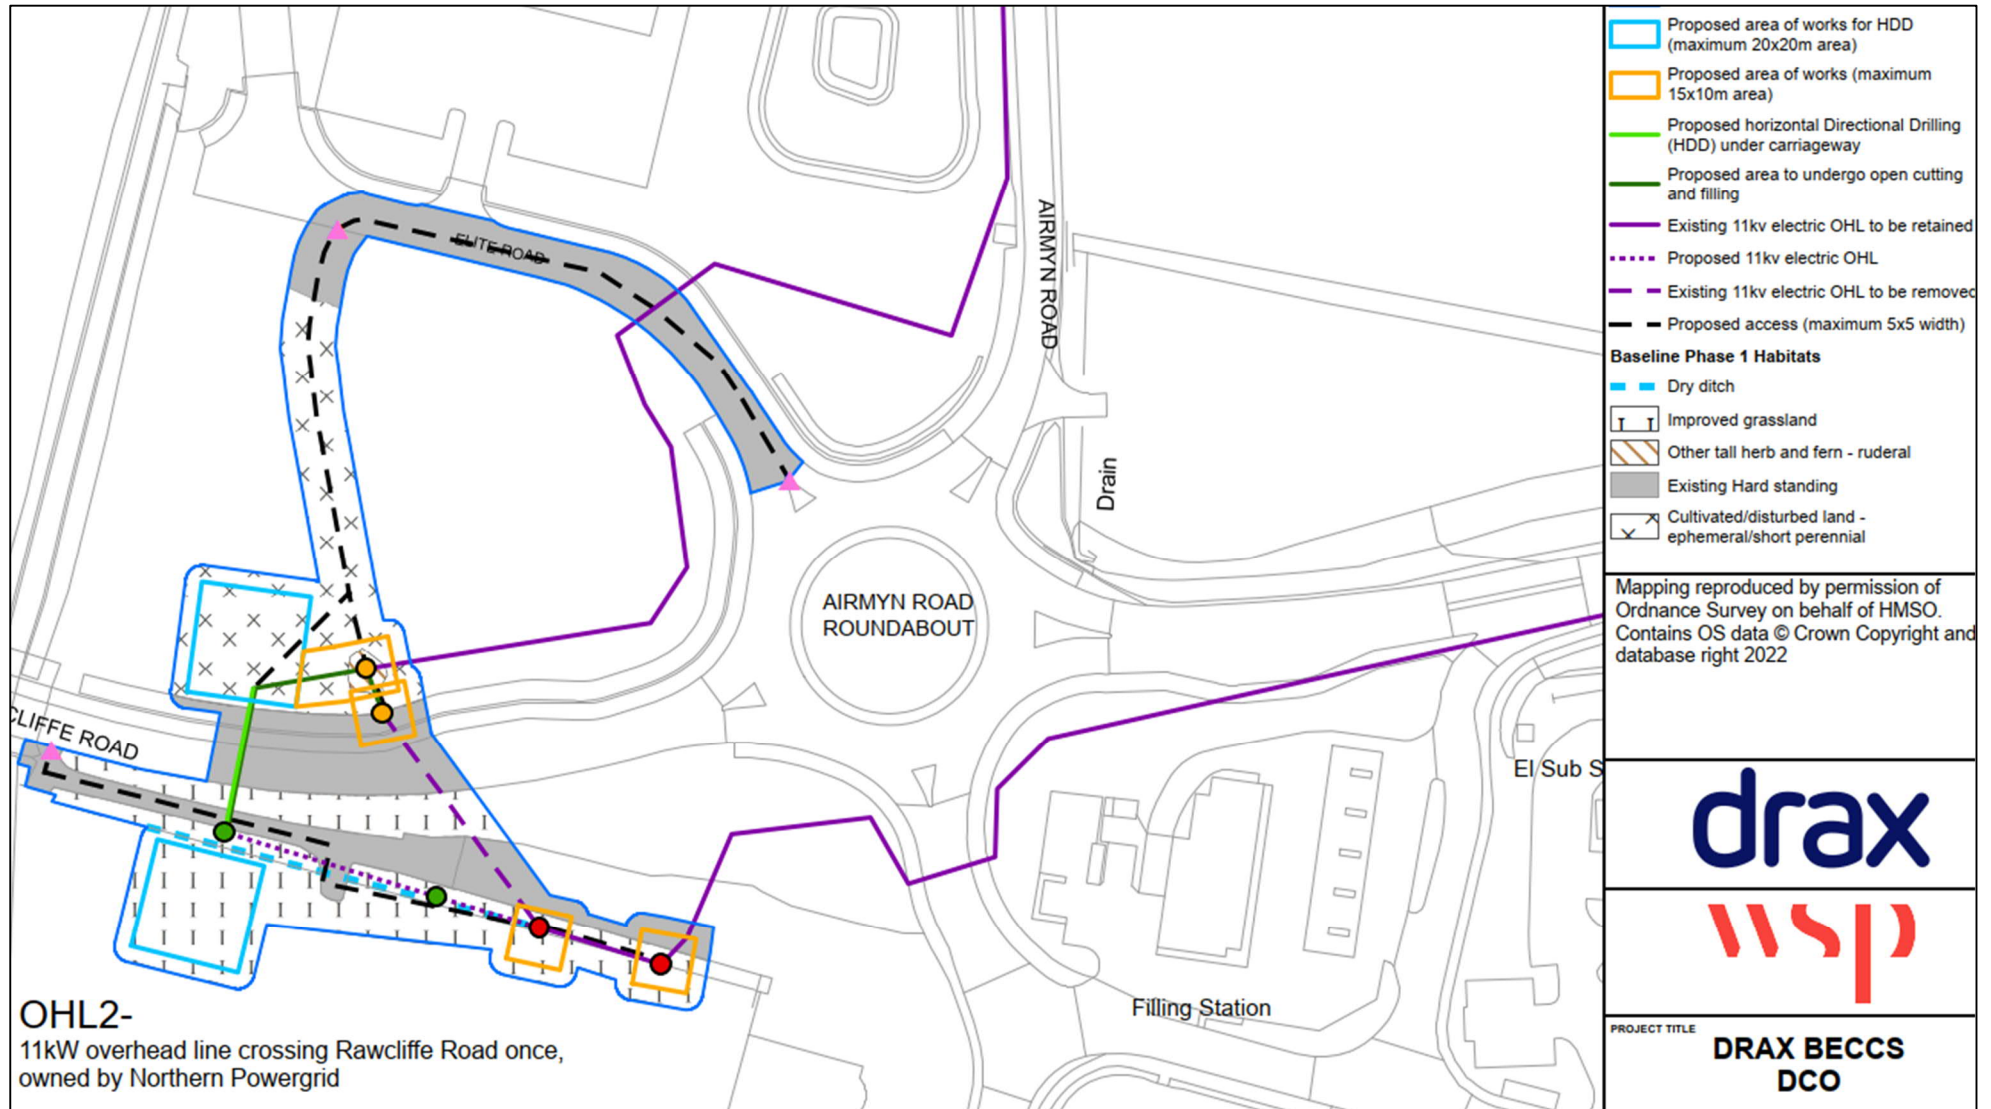 ELITE ROAD
AIRMYN ROAD
Drain
AIRMYN ROAD
ROUNDABOUT
CLIFFE ROAD
El Sub S
Filling Station
OHL2-
11kW overhead line crossing Rawcliffe Road once,
owned by Northern Powergrid
Proposed area of works for HDD
(maximum 20x20m area)
Proposed area of works (maximum
15x10m area)
Proposed horizontal Directional Drilling
(HDD) under carriageway
Proposed area to undergo open cutting
and filling
Existing 11kv electric OHL to be retained
Proposed 11kv electric OHL
Existing 11kv electric OHL to be removed
Proposed access (maximum 5x5 width)
Baseline Phase 1 Habitats
Dry ditch
Improved grassland
Other tall herb and fern - ruderal
Existing Hard standing
Cultivated/disturbed land -
ephemeral/short perennial
Mapping reproduced by permission of
Ordnance Survey on behalf of HMSO.
Contains OS data © Crown Copyright and
database right 2022
drax
wsp
PROJECT TITLE
DRAX BECCS
DCO